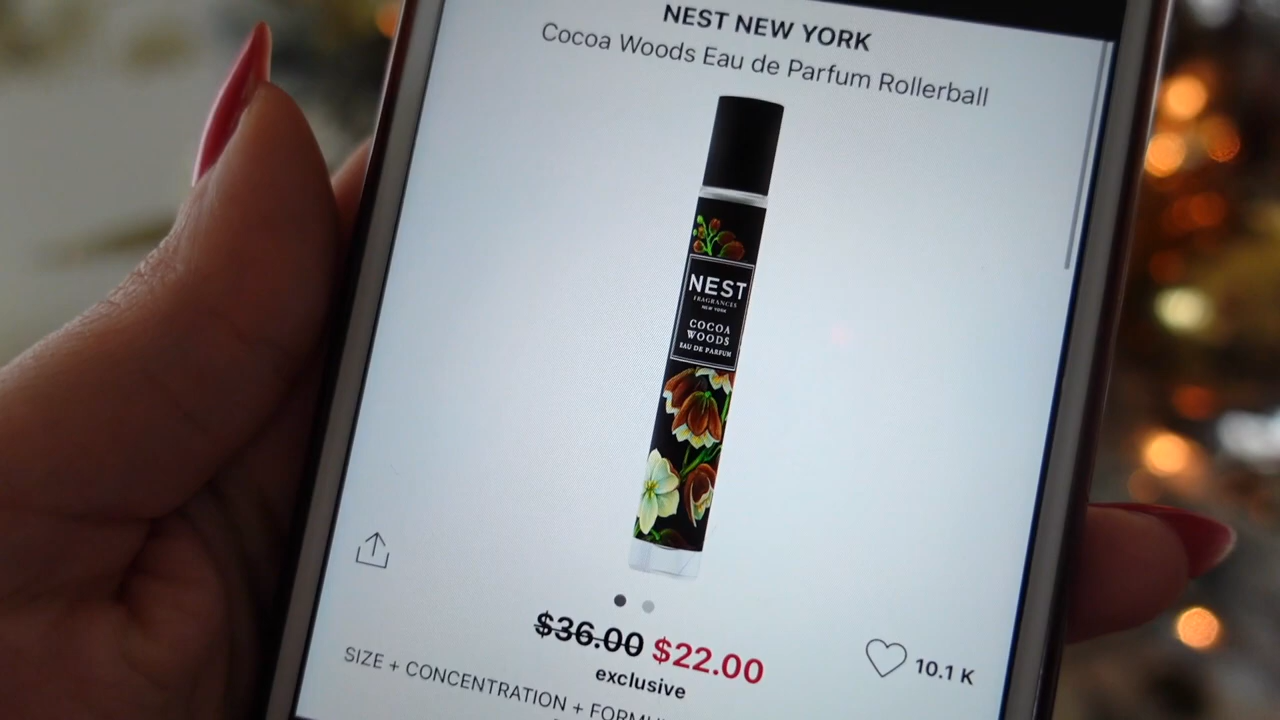 NEST NEW YORK
Cocoa Woods Eau de Parfum Rollerball
NEST
FRAGRANCES
NEW YORK
COCOA
WOODS
EAU DE PARFUM
$36.00 $22.00
exclusive
10.1 K
SIZE + CONCENTRATION +